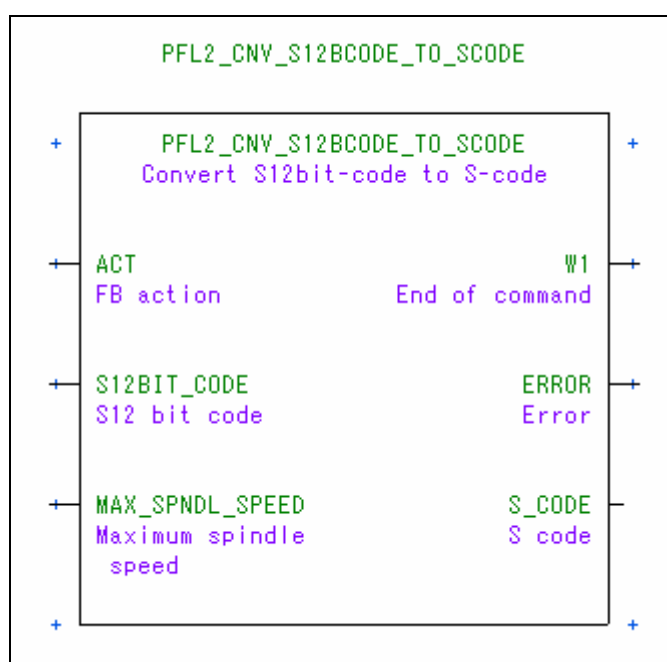 PFL2_CNV_S12BCODE_TO_SCODE
PFL2_CNV_S12BCODE_TO_SCODE
Convert S12bit-code to S-code
ACT W1
FB action End of command
S12BIT_CODE ERROR
S12 bit code Error
MAX_SPNDL_SPEED S_CODE
Maximum spindle S code
speed